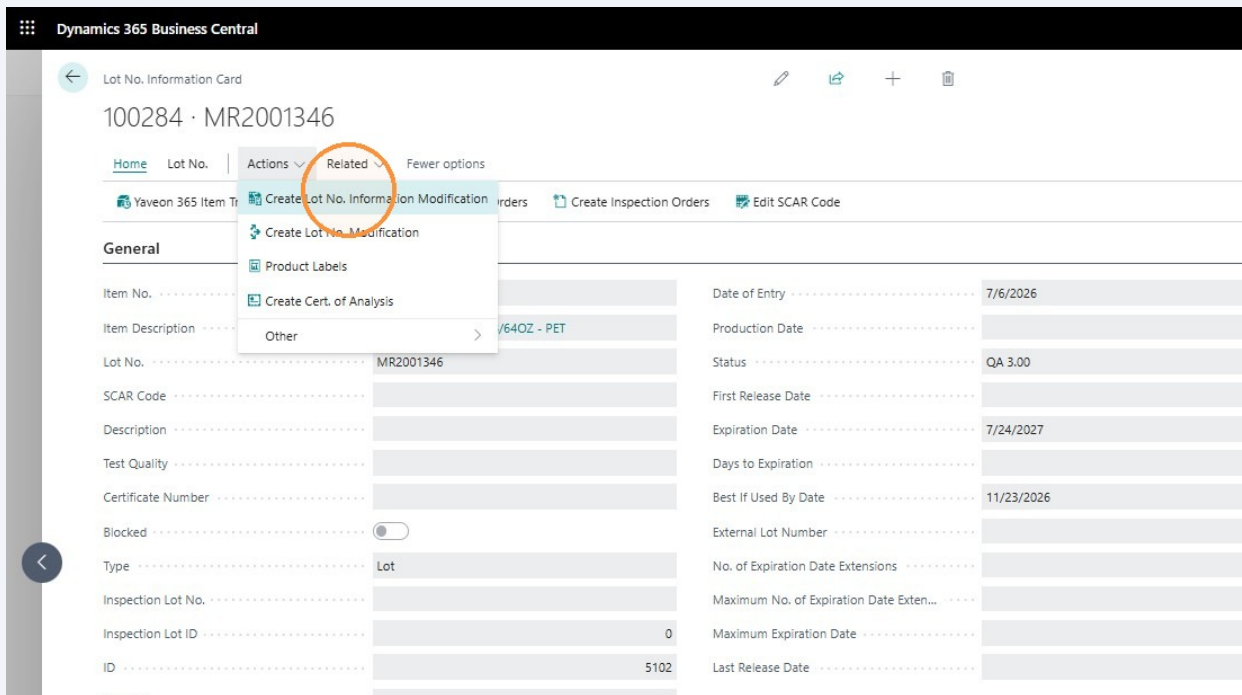 Dynamics 365 Business Central
Lot No. Information Card
100284 · MR2001346
Home Lot No. Actions Related Fewer options
Yaveon 365 Item Create Inspection Orders Edit SCAR Code
Create Lot No. Information Modification
Create Lot No. Modification
Product Labels
Create Cert. of Analysis
Other
General
Item No.
Item Description /64OZ - PET
Lot No. MR2001346
SCAR Code
Description
Test Quality
Certificate Number
Blocked
Type Lot
Inspection Lot No.
Inspection Lot ID 0
ID 5102
Date of Entry 7/6/2026
Production Date
Status QA 3.00
First Release Date
Expiration Date 7/24/2027
Days to Expiration
Best If Used By Date 11/23/2026
External Lot Number
No. of Expiration Date Extensions
Maximum No. of Expiration Date Exten...
Maximum Expiration Date
Last Release Date